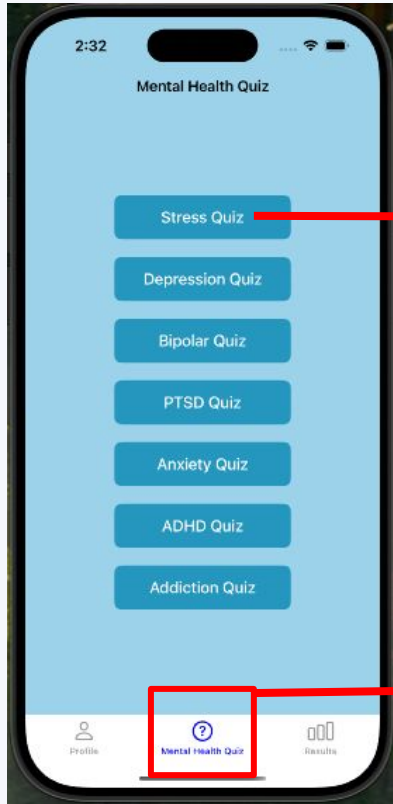 2:32
Mental Health Quiz
Stress Quiz
Depression Quiz
Bipolar Quiz
PTSD Quiz
Anxiety Quiz
ADHD Quiz
Addiction Quiz
Profile
Mental Health Quiz
Results